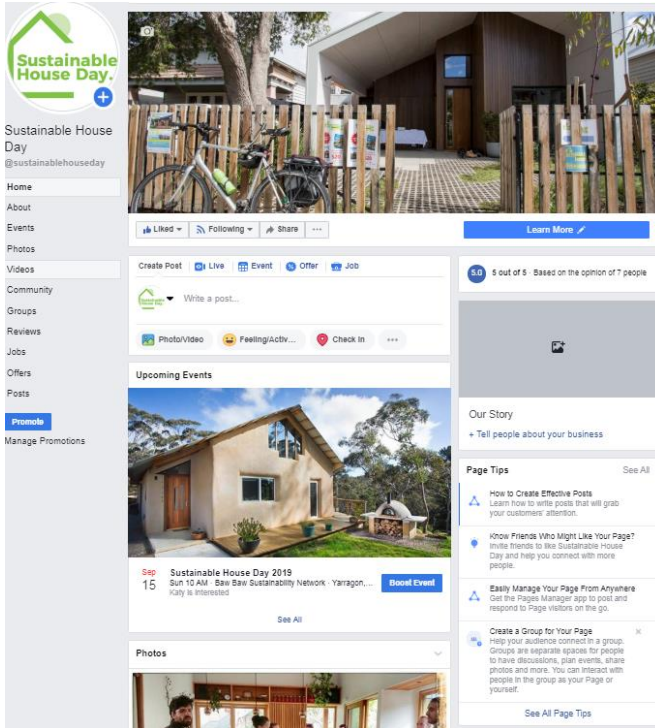 Sustainable
House Day.
Sustainable House
Day
@sustainablehouseday
Home
About
Events
Photos
Videos
Community
Groups
Reviews
Jobs
Offers
Posts
Promote
Manage Promotions
Liked
Following
Share
Learn More
Create Post
Live
Event
Offer
Job
Write a post...
Photo/Video
Feeling/Activ...
Check in
Upcoming Events
Sep
15
Sustainable House Day 2019
Sun 10 AM · Baw Baw Sustainability Network · Yarragon,...
Katy is interested
Boost Event
See All
Photos
5.0
5 out of 5 · Based on the opinion of 7 people
Our Story
+ Tell people about your business
Page Tips
See All
How to Create Effective Posts
Learn how to write posts that will grab
your customers' attention.
Know Friends Who Might Like Your Page?
Invite friends to like Sustainable House
Day and help you connect with more
people.
Easily Manage Your Page From Anywhere
Get the Pages Manager app to post and
respond to Page visitors on the go.
Create a Group for Your Page
Help your audience connect in a group.
Groups are separate spaces for people
to have discussions, plan events, share
photos and more. You can interact with
people in the group as your Page or
yourself.
See All Page Tips